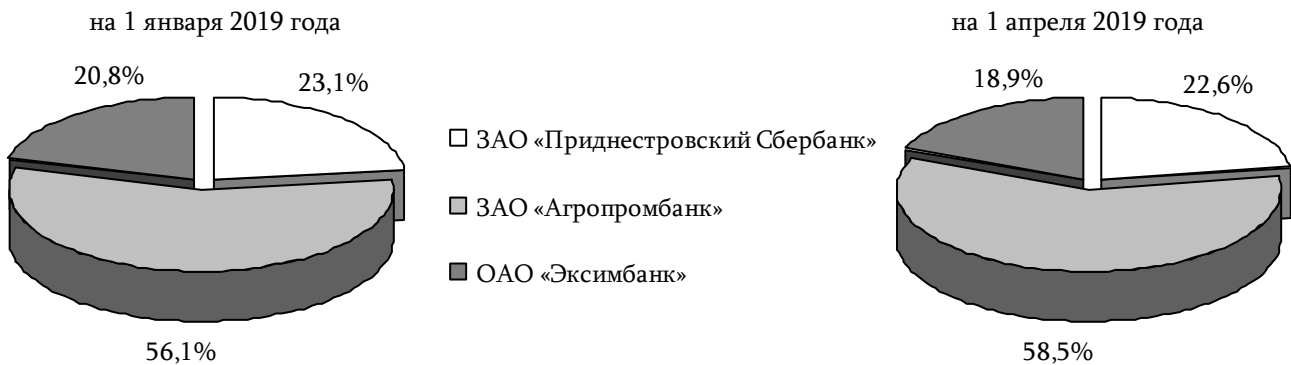 на 1 января 2019 года
20,8%
23,1%
56,1%
ЗАО «Приднестровский Сбербанк»
ЗАО «Агропромбанк»
ОАО «Эксимбанк»
на 1 апреля 2019 года
18,9%
22,6%
58,5%